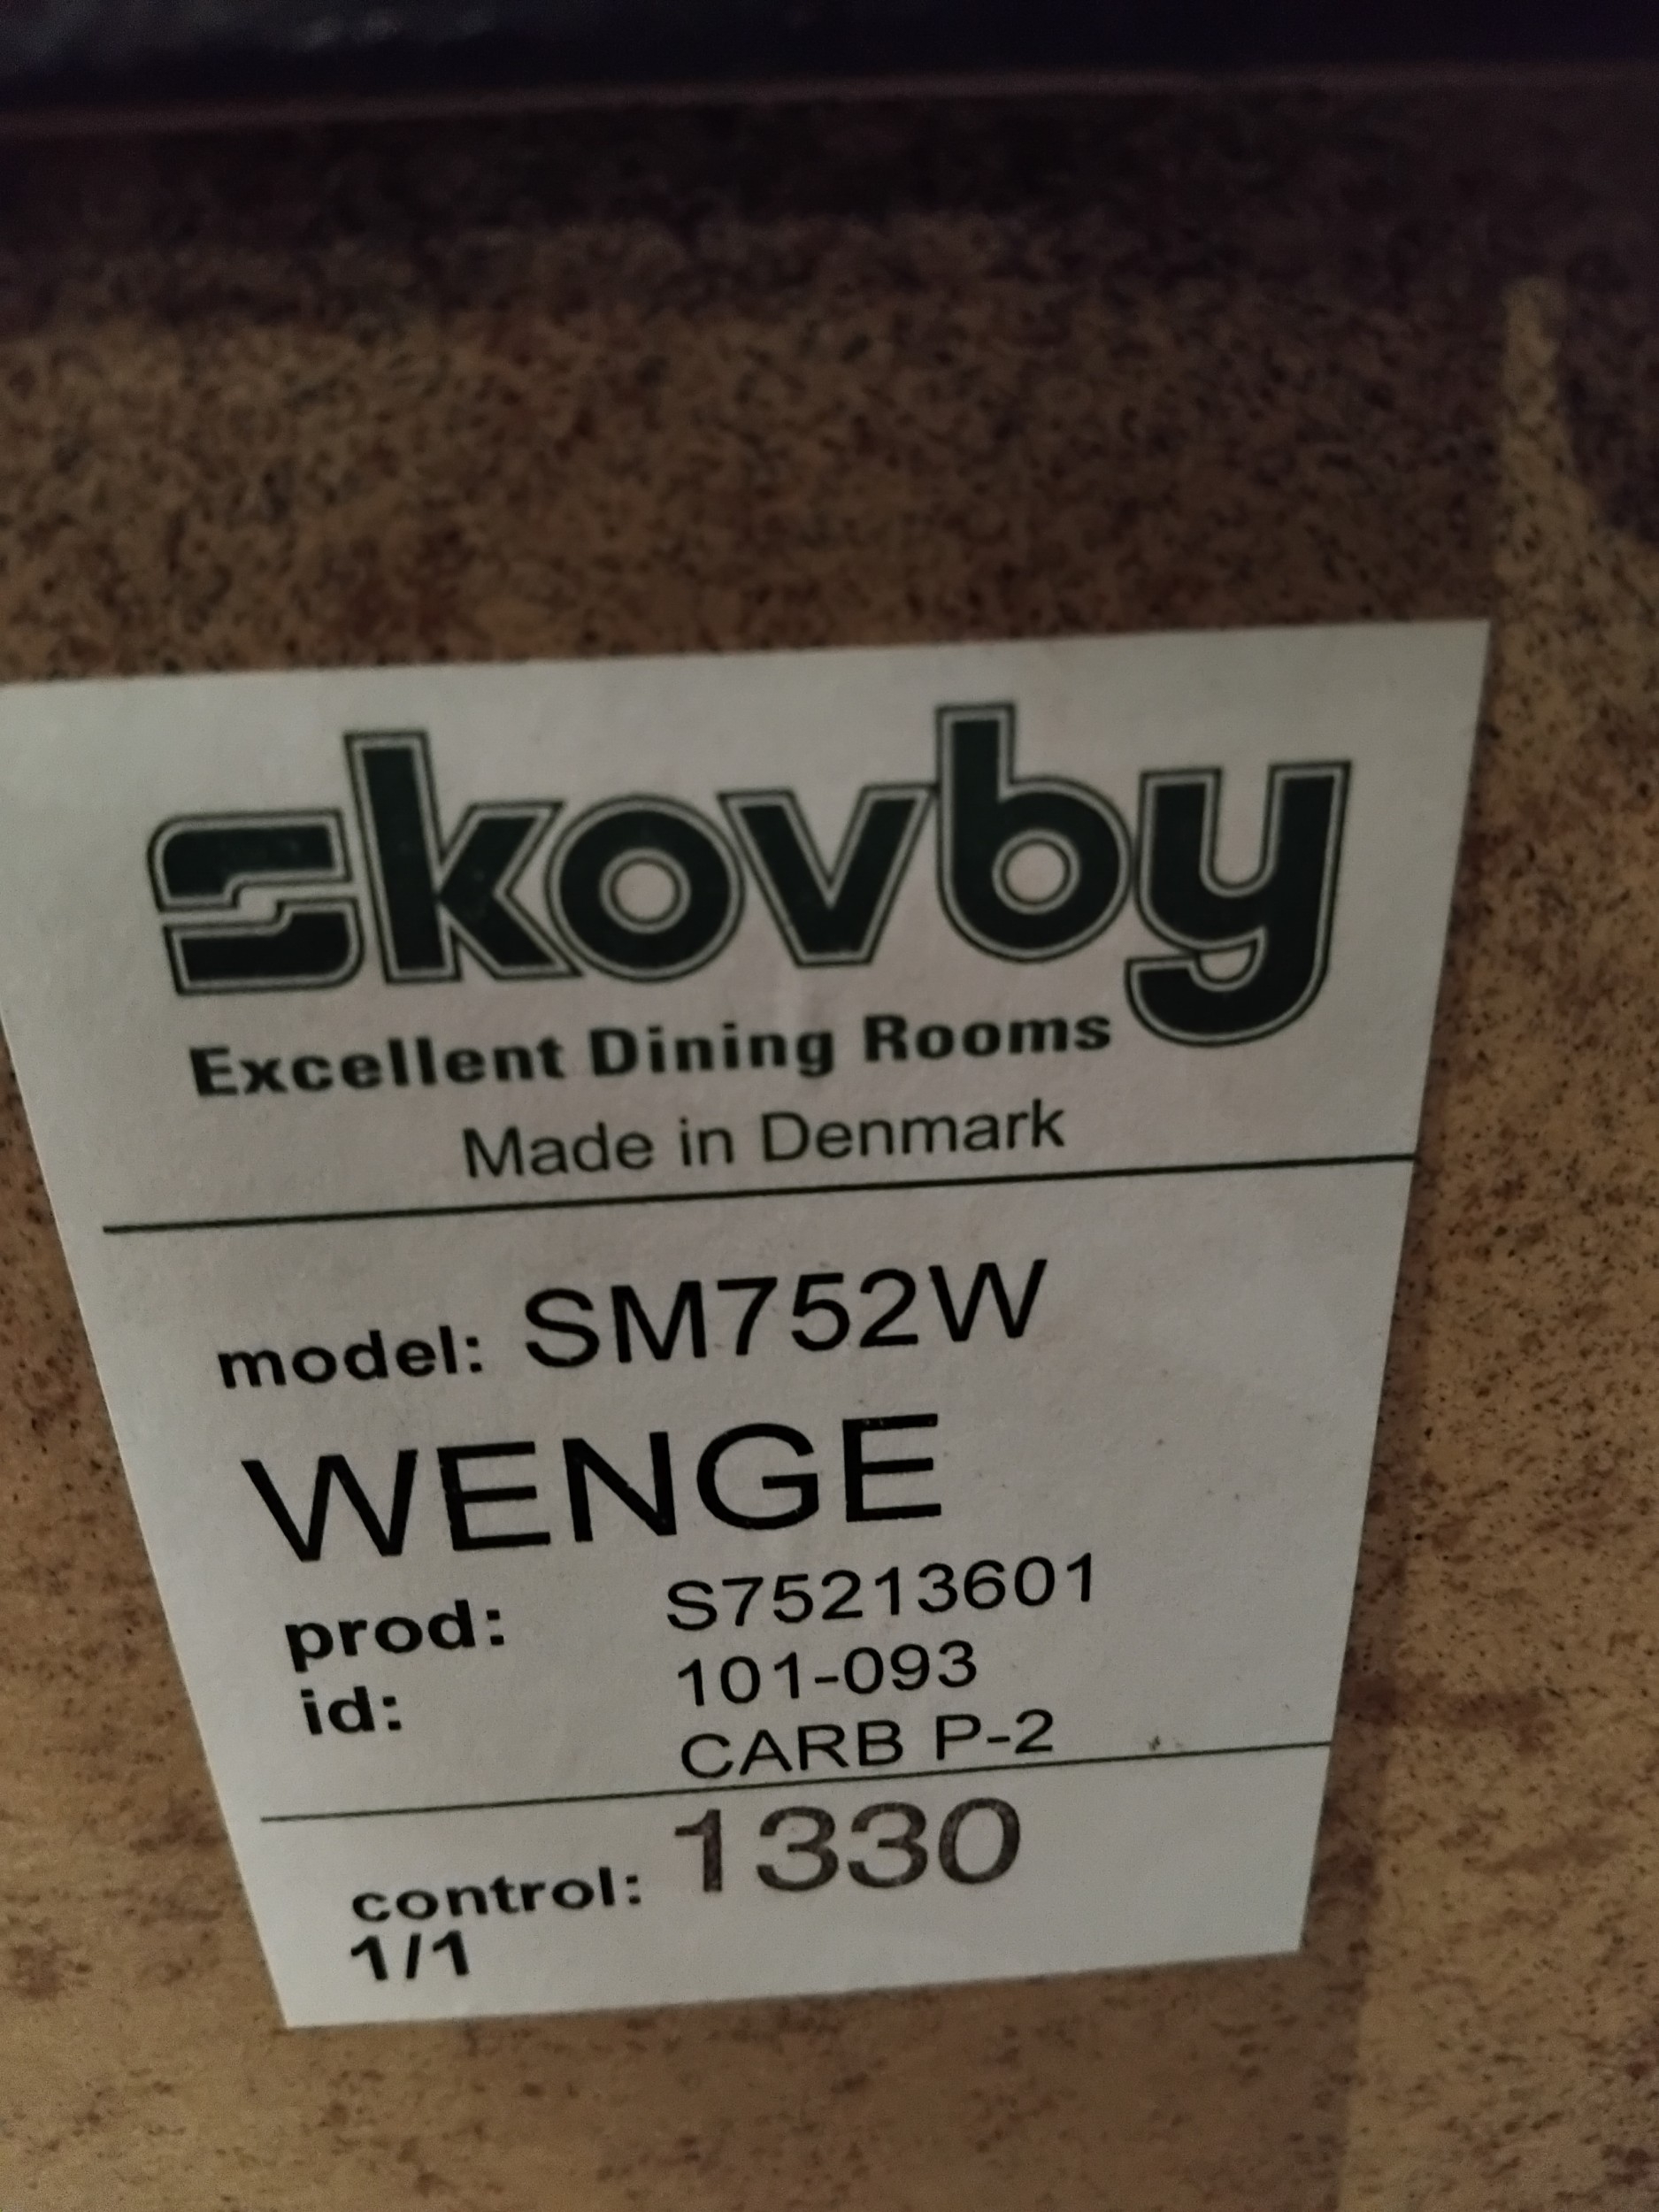 skovby
Excellent Dining Rooms
Made in Denmark
model: SM752W
WENGE
prod: S75213601
id: 101-093
CARB P-2
control: 1330
1/1